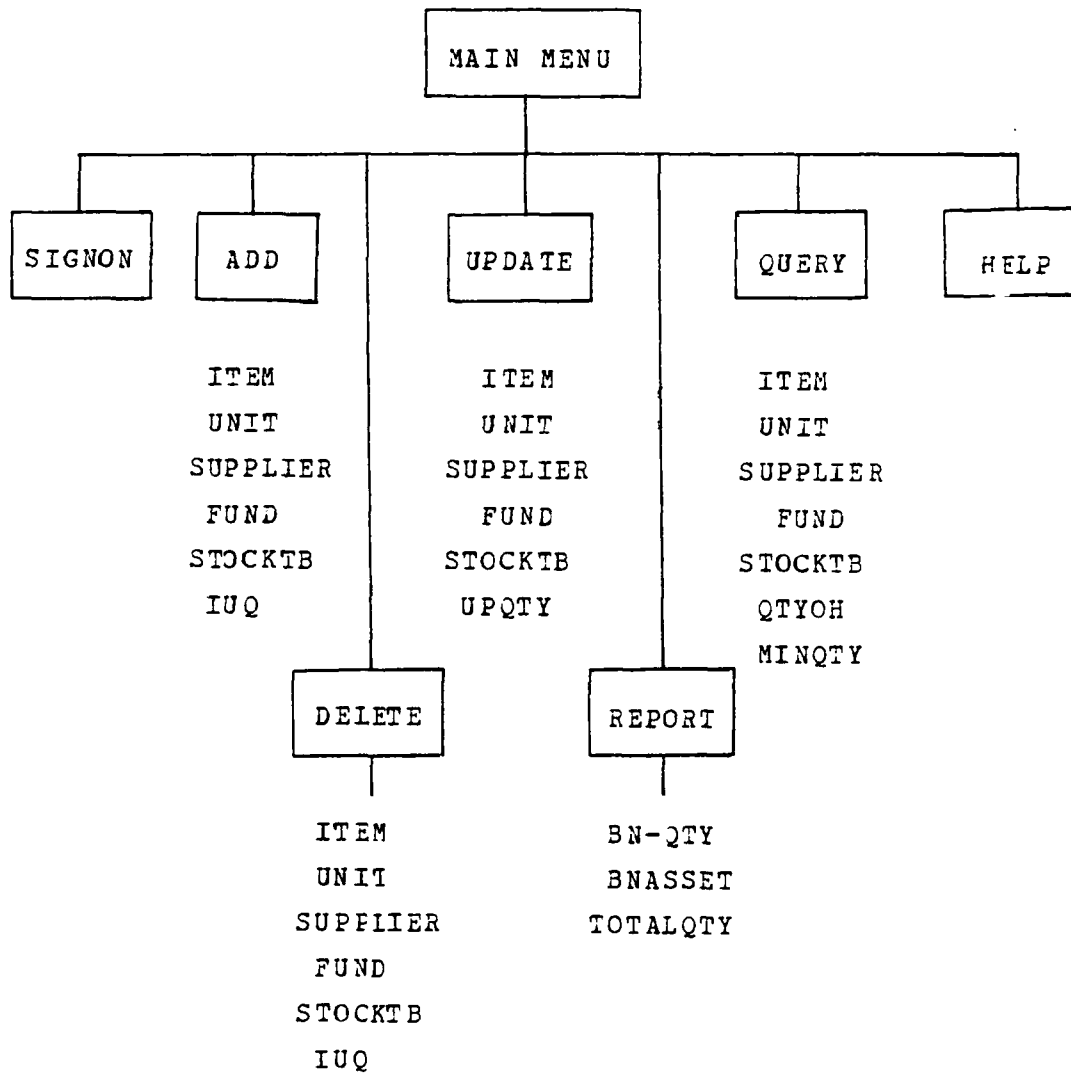 MAIN MENU
SIGNON
ADD
UPDATE
QUERY
HELP
ITEM
UNIT
SUPPLIER
FUND
STOCKTB
IUQ
ITEM
UNIT
SUPPLIER
FUND
STOCKTB
UPQTY
ITEM
UNIT
SUPPLIER
FUND
STOCKTB
QTYOH
MINQTY
DELETE
REPORT
ITEM
UNIT
SUPPLIER
FUND
STOCKTB
IUQ
BN-QTY
BNASSET
TOTALQTY